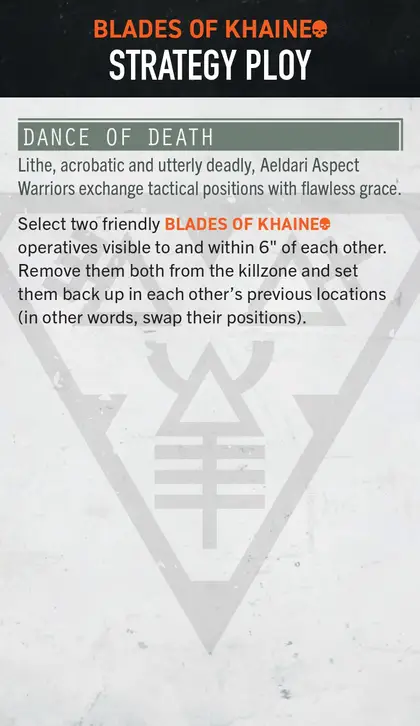 BLADES OF KHAINE
STRATEGY PLOY
DANCE OF DEATH
Lithe, acrobatic and utterly deadly, Aeldari Aspect
Warriors exchange tactical positions with flawless grace.
Select two friendly BLADES OF KHAINE
operatives visible to and within 6" of each other.
Remove them both from the killzone and set
them back up in each other’s previous locations
(in other words, swap their positions).